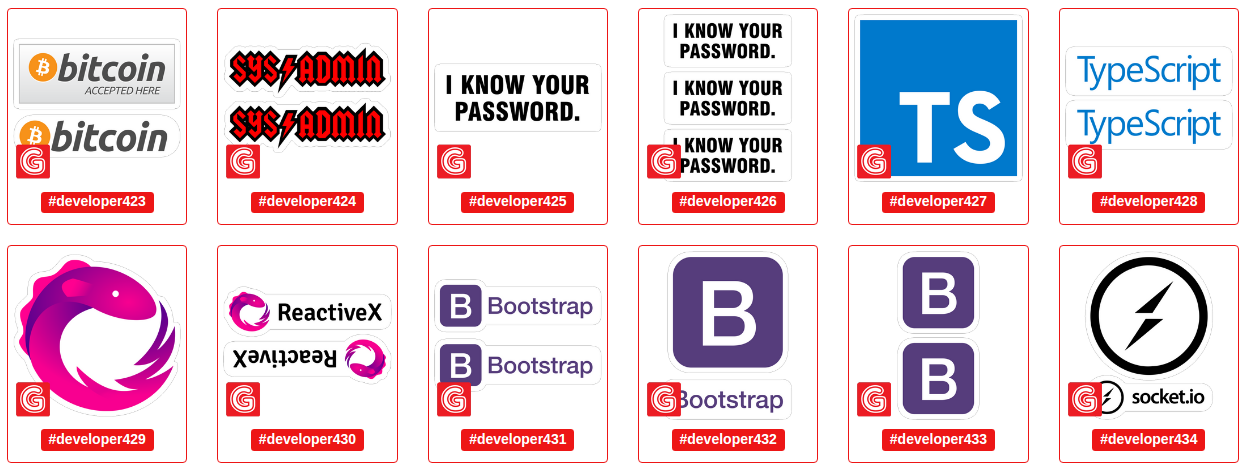 bitcoin
ACCEPTED HERE
bitcoin
#developer423
SYS ADMIN
SYS ADMIN
#developer424
I KNOW YOUR
PASSWORD.
#developer425
I KNOW YOUR
PASSWORD.
I KNOW YOUR
PASSWORD.
I KNOW YOUR
PASSWORD.
#developer426
TS
#developer427
TypeScript
TypeScript
#developer428
#developer429
ReactiveX
ReactiveX
#developer430
B Bootstrap
B Bootstrap
#developer431
B
Bootstrap
#developer432
B
B
#developer433
socket.io
#developer434